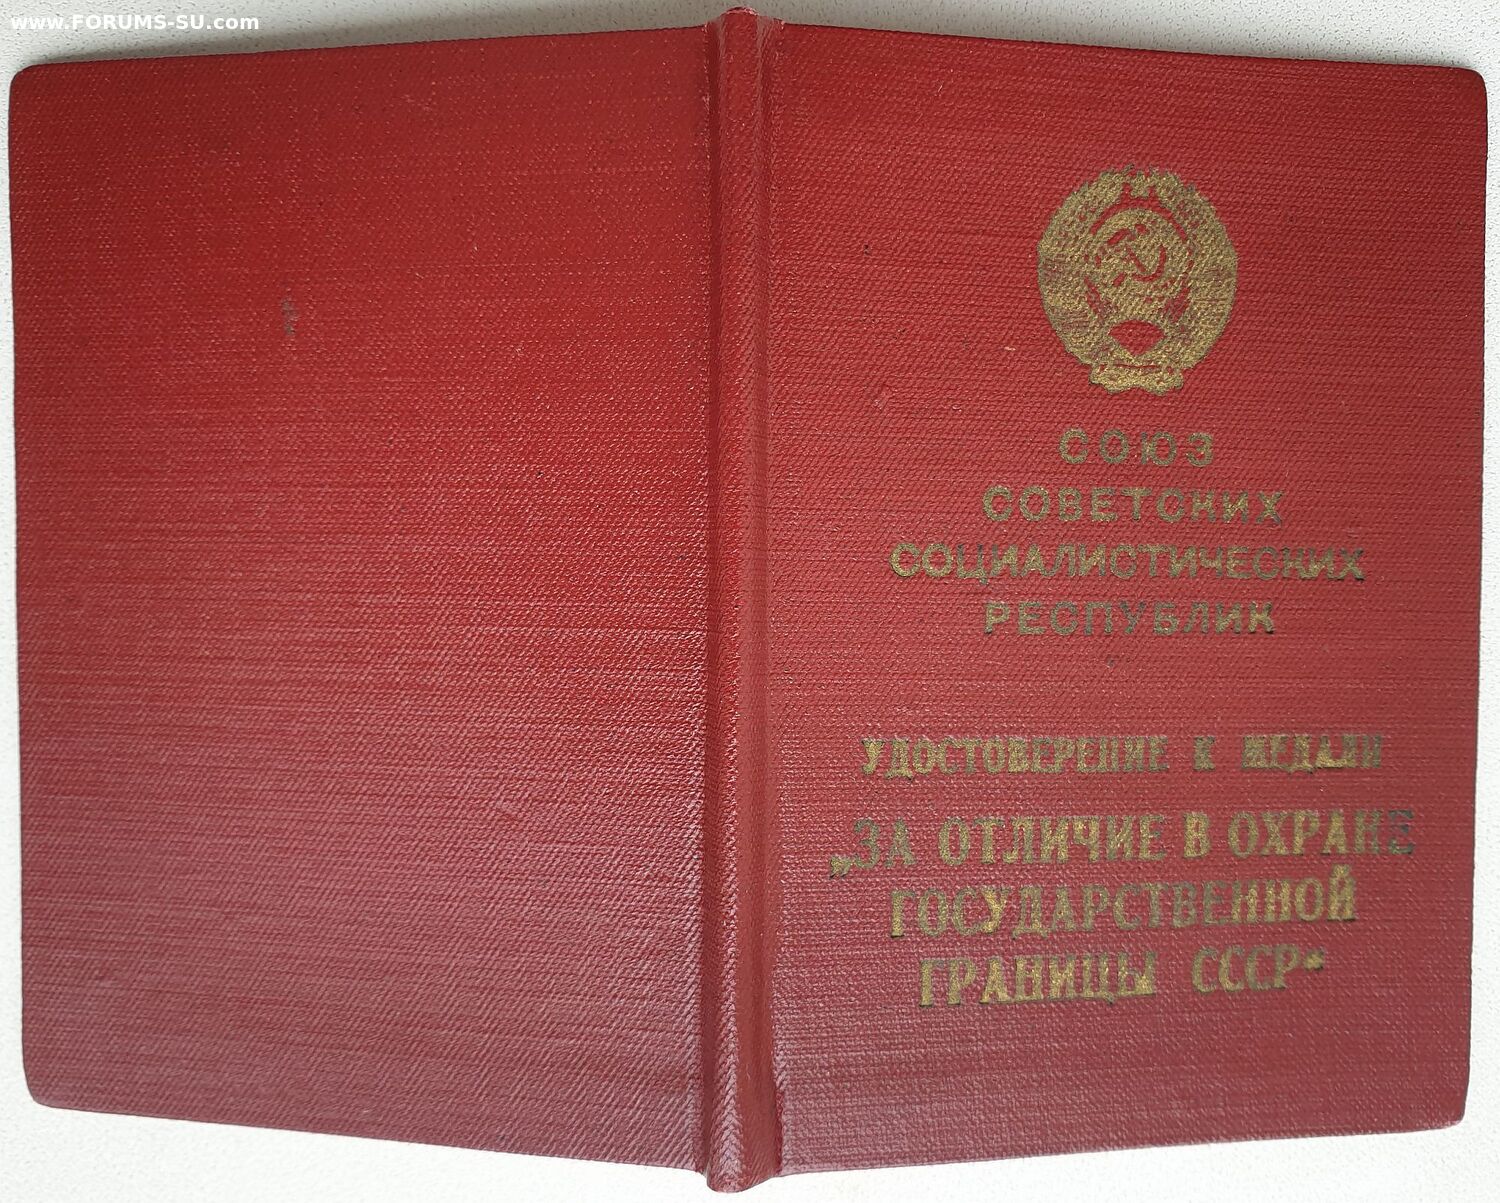 www.FORUMS-SU.com
СОЮЗ
СОВЕТСКИХ
СОЦИАЛИСТИЧЕСКИХ
РЕСПУБЛИК
УДОСТОВЕРЕНИЕ К МЕДАЛИ
„ЗА ОТЛИЧИЕ В ОХРАНЕ
ГОСУДАРСТВЕННОЙ
ГРАНИЦЫ СССР“